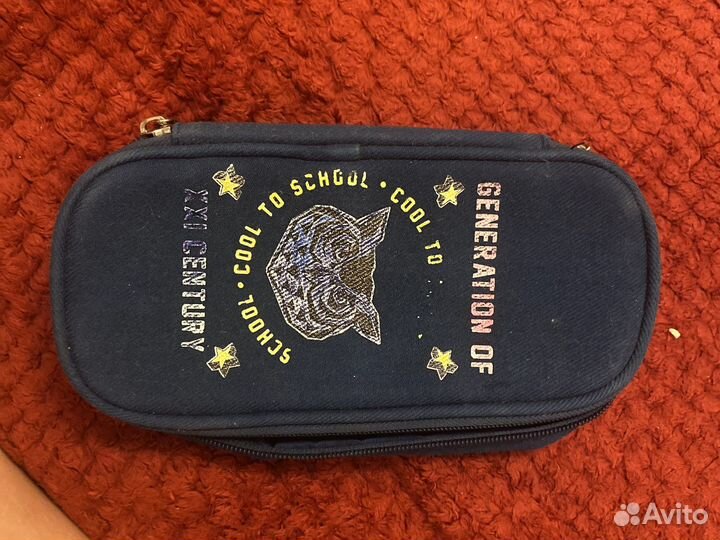 GENERATION OF
COOL TO SCHOOL • COOL TO
SCHOOL •
XXI CENTURY
Avito